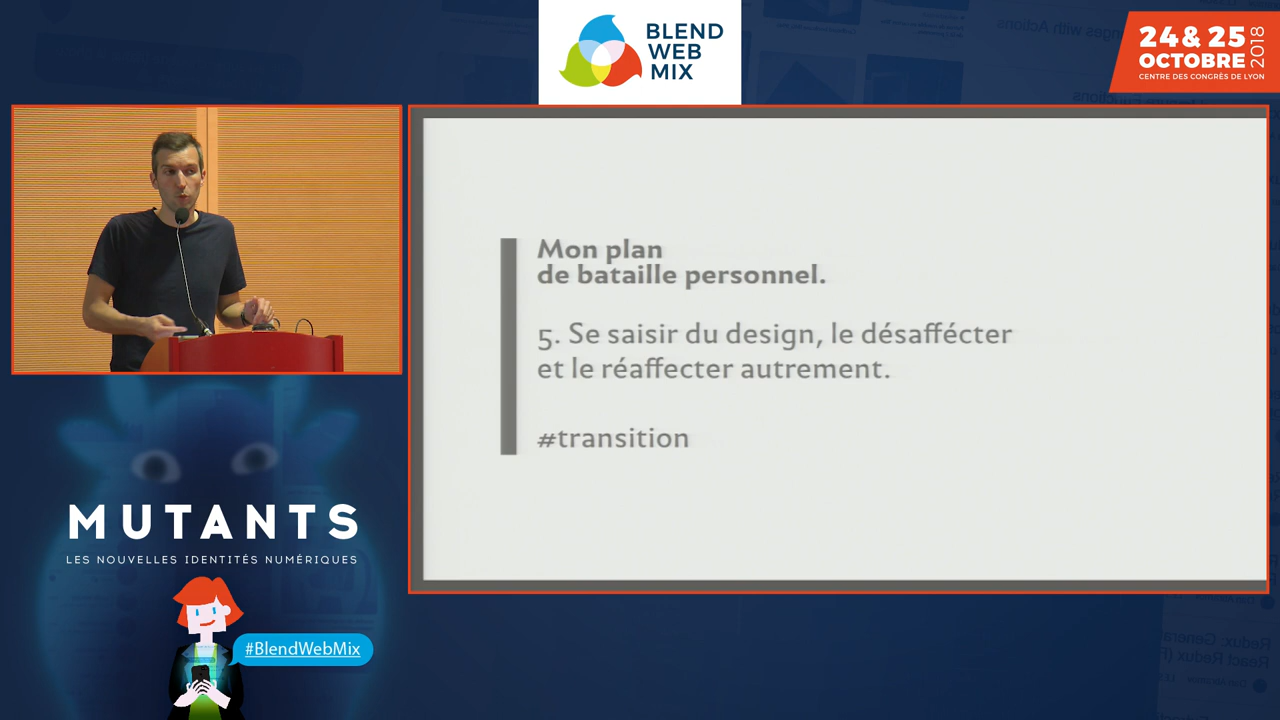 BLEND
WEB
MIX
24 & 25
OCTOBRE
2018
CENTRE DES CONGRÈS DE LYON
Mon plan
de bataille personnel.
5. Se saisir du design, le désaffécter
et le réaffecter autrement.
#transition
MUTANTS
LES NOUVELLES IDENTITÉS NUMÉRIQUES
#BlendWebMix